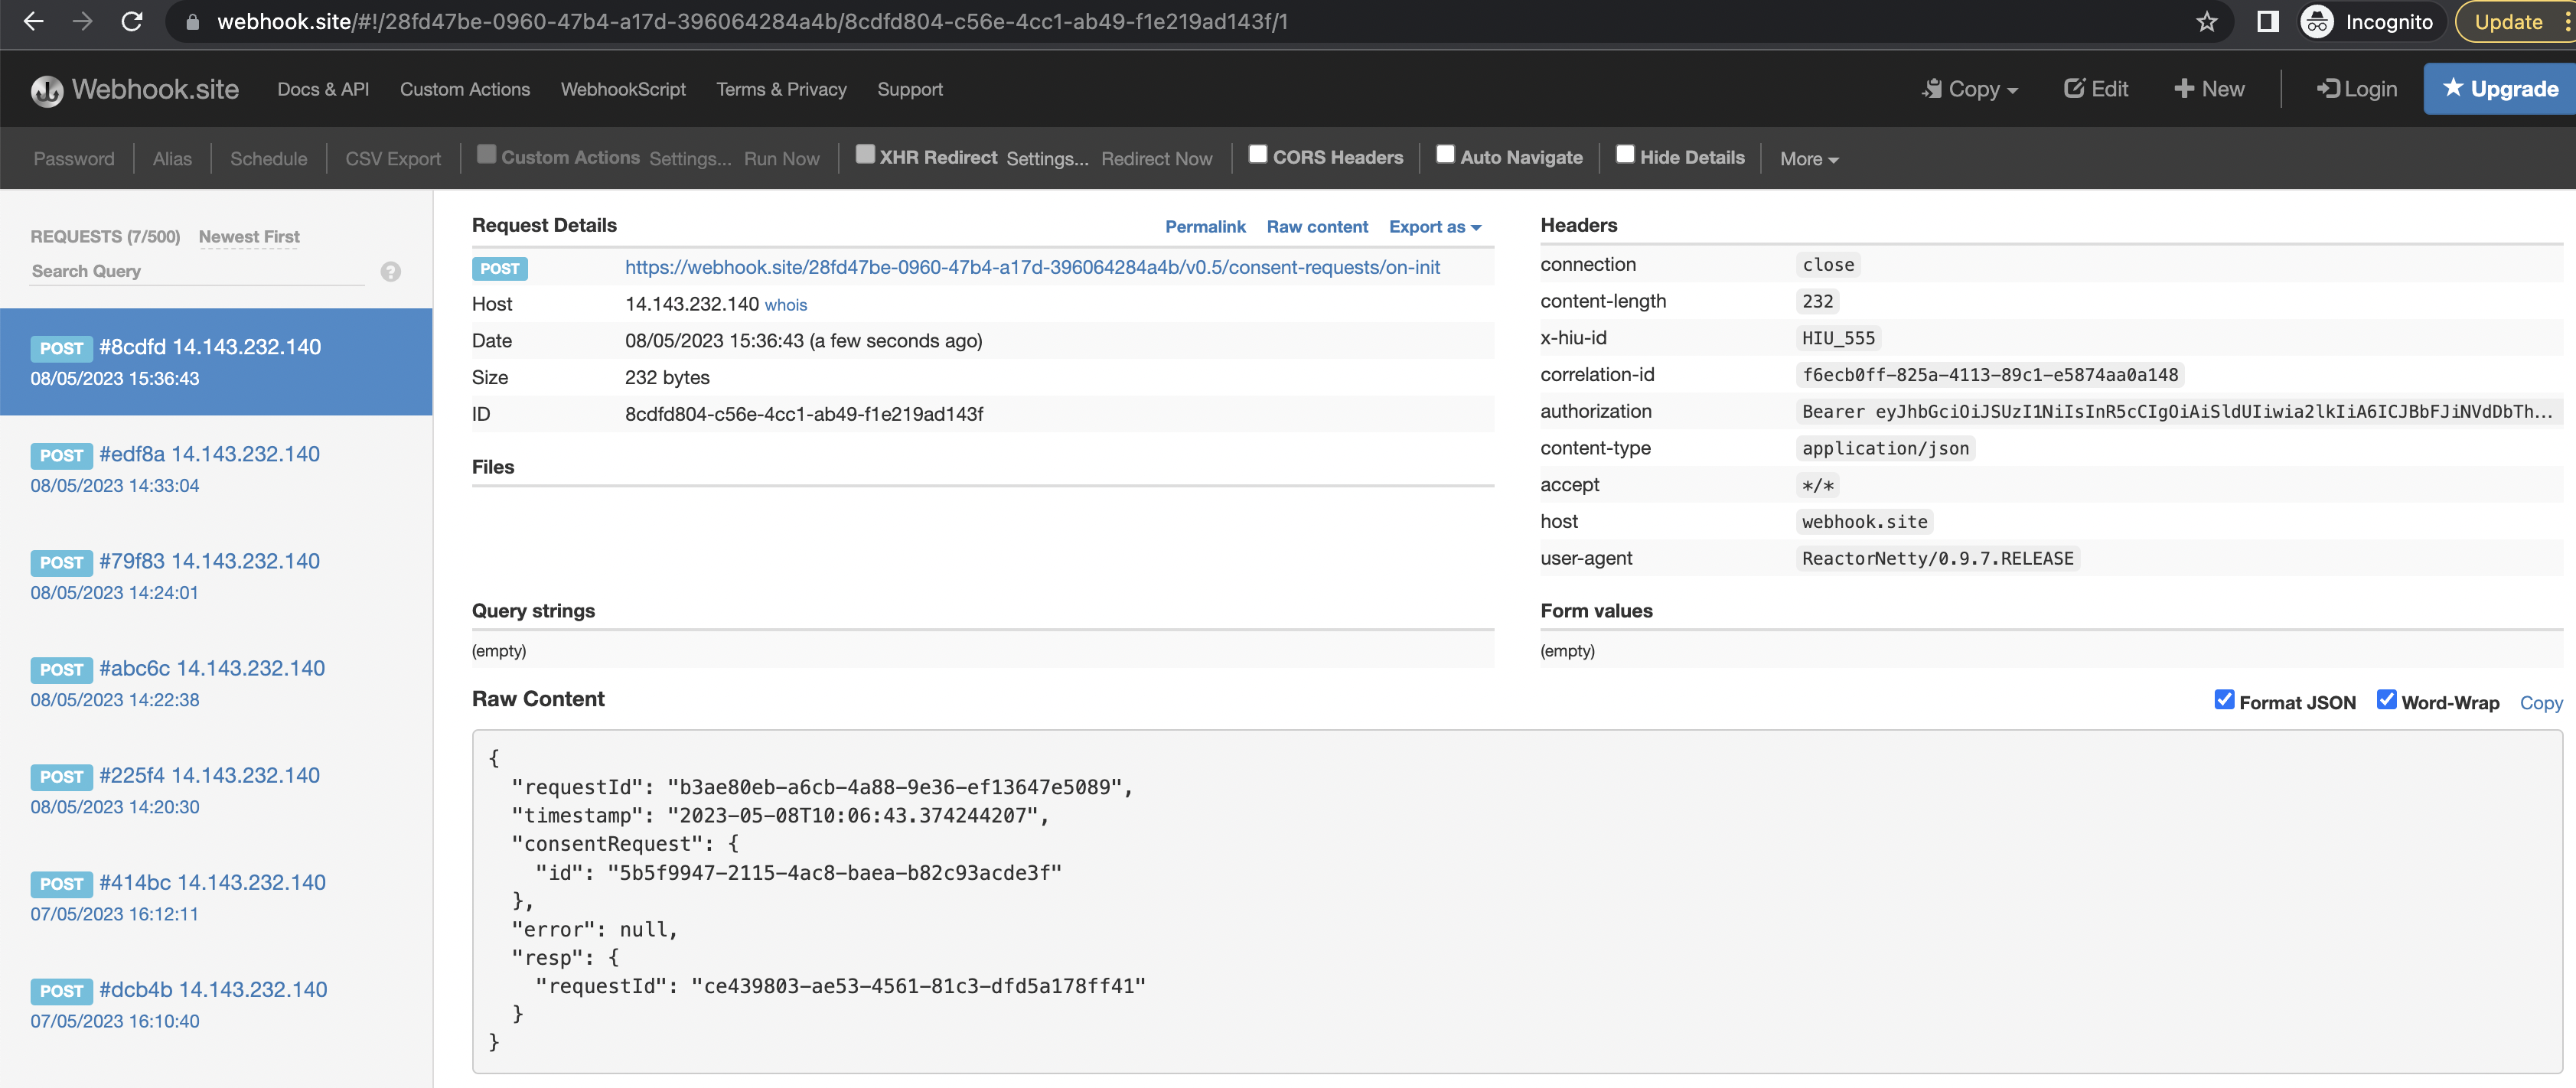 webhook.site/#!/28fd47be-0960-47b4-a17d-396064284a4b/8cdfd804-c56e-4cc1-ab49-f1e219ad143f/1
Incognito
Update
Webhook.site
Docs & API
Custom Actions
WebhookScript
Terms & Privacy
Support
Copy
Edit
New
Login
Upgrade
Password
Alias
Schedule
CSV Export
Custom Actions
Settings...
Run Now
XHR Redirect
Settings...
Redirect Now
CORS Headers
Auto Navigate
Hide Details
More
REQUESTS (7/500)
Newest First
Search Query
?
POST #8cdfd 14.143.232.140
08/05/2023 15:36:43
POST #edf8a 14.143.232.140
08/05/2023 14:33:04
POST #79f83 14.143.232.140
08/05/2023 14:24:01
POST #abc6c 14.143.232.140
08/05/2023 14:22:38
POST #225f4 14.143.232.140
08/05/2023 14:20:30
POST #414bc 14.143.232.140
07/05/2023 16:12:11
POST #dcb4b 14.143.232.140
07/05/2023 16:10:40
Request Details
Permalink
Raw content
Export as
POST https://webhook.site/28fd47be-0960-47b4-a17d-396064284a4b/v0.5/consent-requests/on-init
Host 14.143.232.140 whois
Date 08/05/2023 15:36:43 (a few seconds ago)
Size 232 bytes
ID 8cdfd804-c56e-4cc1-ab49-f1e219ad143f
Files
Headers
connection close
content-length 232
x-hiu-id HIU_555
correlation-id f6ecb0ff-825a-4113-89c1-e5874aa0a148
authorization Bearer eyJhbGciOiJSUzI1NiIsInR5cCIgOiAiSldUIiwia2lkIiA6ICJBbFJiNVdDbTh...
content-type application/json
accept */*
host webhook.site
user-agent ReactorNetty/0.9.7.RELEASE
Query strings
(empty)
Form values
(empty)
Raw Content
Format JSON
Word-Wrap
Copy
{
"requestId": "b3ae80eb-a6cb-4a88-9e36-ef13647e5089",
"timestamp": "2023-05-08T10:06:43.374244207",
"consentRequest": {
"id": "5b5f9947-2115-4ac8-baea-b82c93acde3f"
},
"error": null,
"resp": {
"requestId": "ce439803-ae53-4561-81c3-dfd5a178ff41"
}
}